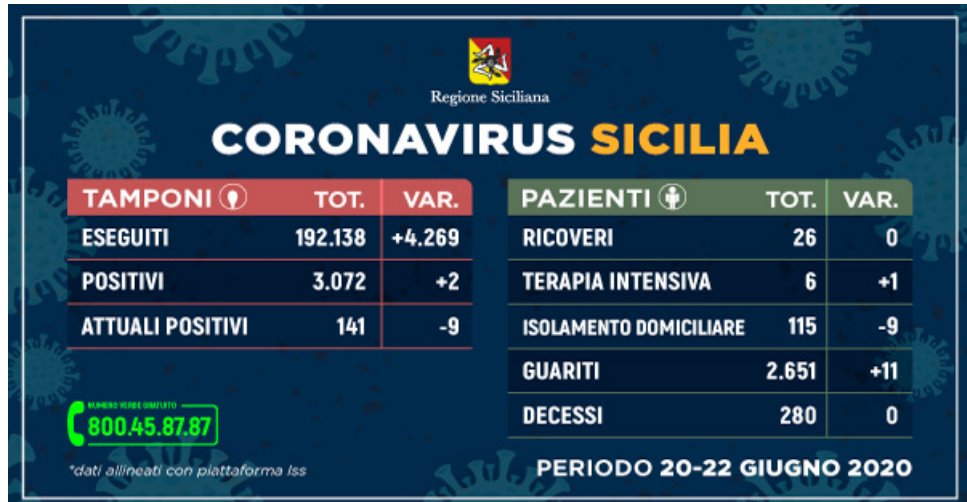 Regione Siciliana
CORONAVIRUS SICILIA
TAMPONI TOT. VAR.
ESEGUITI 192.138 +4.269
POSITIVI 3.072 +2
ATTUALI POSITIVI 141 -9
NUMERO VERDE GRATUITO
800.45.87.87
*dati allineati con piattaforma Iss
PAZIENTI TOT. VAR.
RICOVERI 26 0
TERAPIA INTENSIVA 6 +1
ISOLAMENTO DOMICILIARE 115 -9
GUARITI 2.651 +11
DECESSI 280 0
PERIODO 20-22 GIUGNO 2020